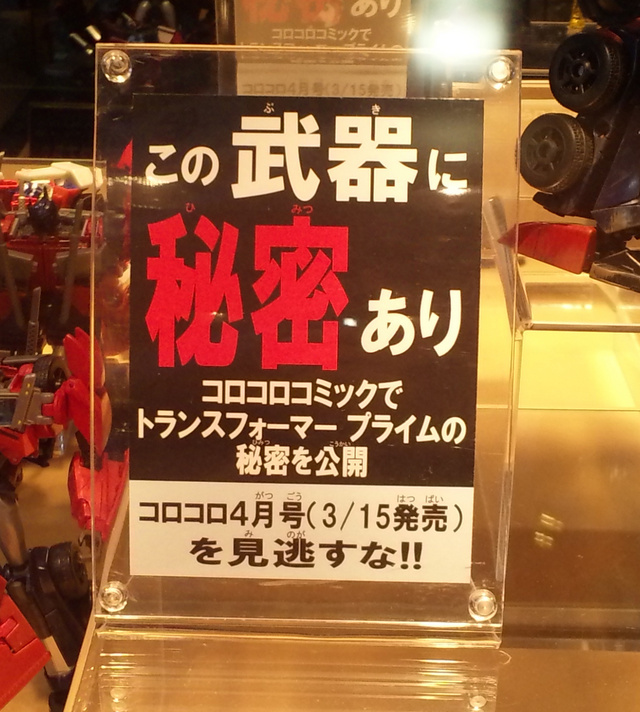 この武器に
秘密あり
コロコロコミックで
トランスフォーマー プライムの
秘密を公開
コロコロ4月号(3/15発売)
を見逃すな!!